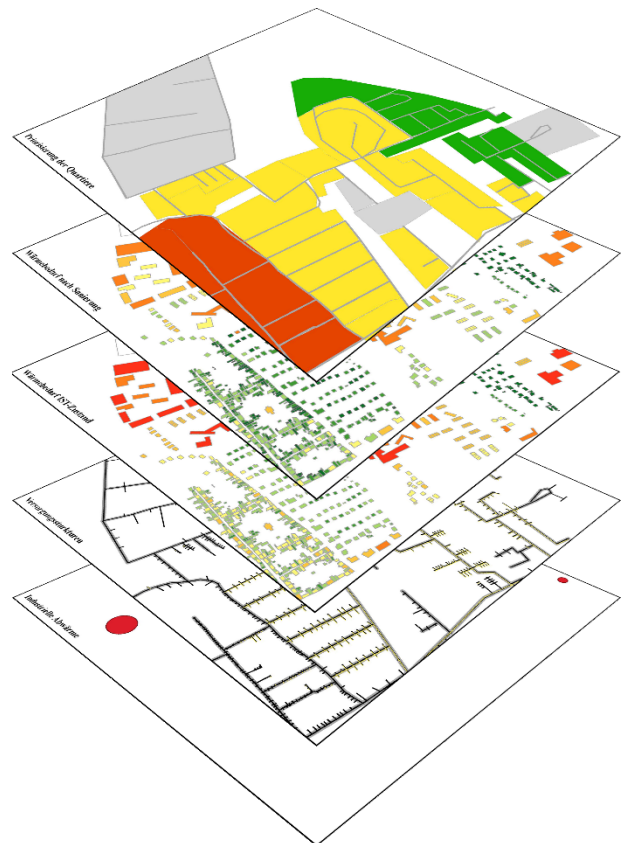 Priorisierung der Quartiere
Wärmebedarf nach Sanierung
Wärmebedarf IST-Zustand
Versorgungsstrukturen
Industrielle Abwärme